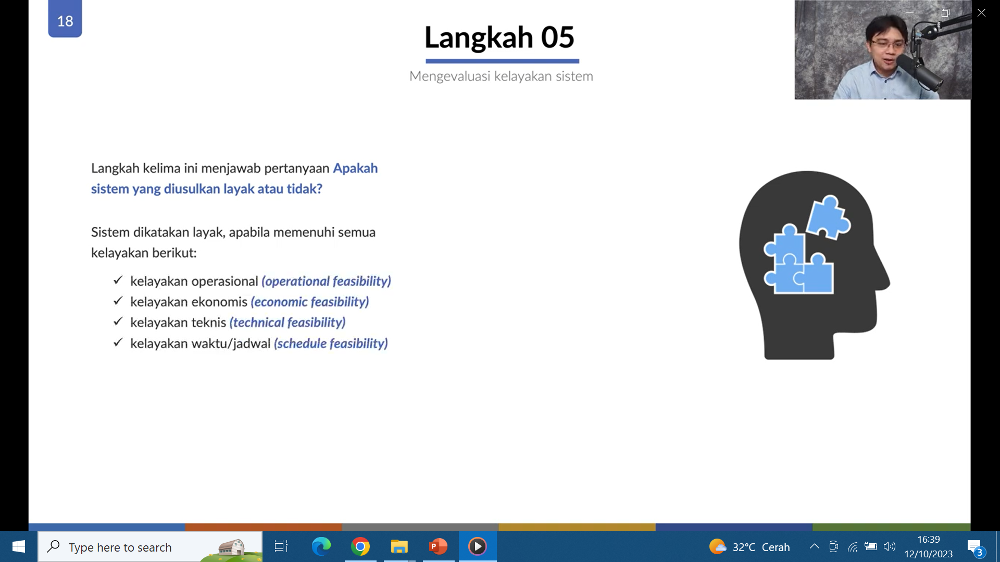 18
Langkah 05
Mengevaluasi kelayakan sistem
Langkah kelima ini menjawab pertanyaan Apakah
sistem yang diusulkan layak atau tidak?
Sistem dikatakan layak, apabila memenuhi semua
kelayakan berikut:
✓ kelayakan operasional (operational feasibility)
✓ kelayakan ekonomis (economic feasibility)
✓ kelayakan teknis (technical feasibility)
✓ kelayakan waktu/jadwal (schedule feasibility)
Type here to search
P
32°C Cerah
16:39
12/10/2023
3